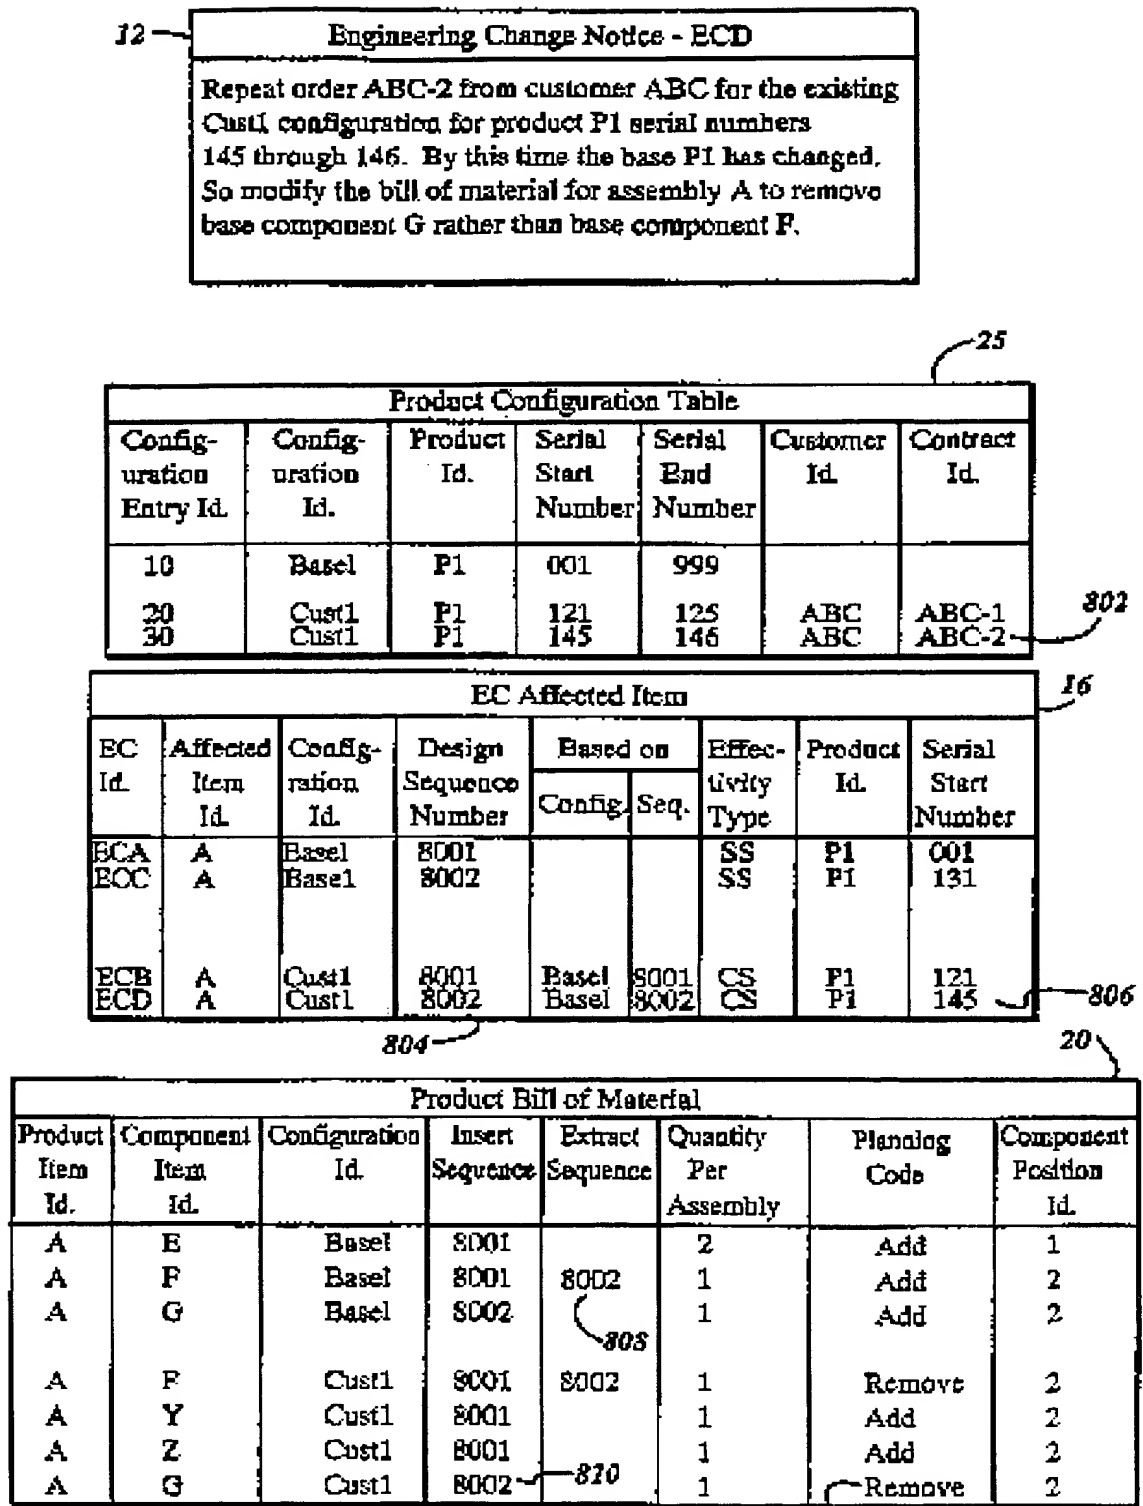 12
Engineering Change Notice - ECD
Repeat order ABC-2 from customer ABC for the existing
Cust1 configuration for product P1 serial numbers
145 through 146. By this time the base P1 has changed.
So modify the bill of material for assembly A to remove
base component G rather than base component F.
25
Product Configuration Table
Config- Config- Product Serial Serial Customer Contract
uration uration Id. Start End Id. Id.
Entry Id. Id. Number Number
10 Base1 P1 001 999
20 Cust1 P1 121 125 ABC ABC-1
30 Cust1 P1 145 146 ABC ABC-2
802
16
EC Affected Item
EC Affected Config- Design Based on Effec- Product Serial
Id. Item ration Sequence Config. Seq. tivity Id. Start
Id. Id. Number Type Number
ECA A Base1 8001 SS P1 001
EOC A Base1 8002 SS P1 131
ECB A Cust1 8001 Base1 8001 CS P1 121
ECD A Cust1 8002 Base1 8002 CS P1 145
806
804
20
Product Bill of Material
Product Component Configuration Insert Extract Quantity Planning Component
Item Item Id. Sequence Sequence Per Code Position
Id. Id. Assembly Id.
A E Base1 8001 2 Add 1
A F Base1 8001 8002 1 Add 2
A G Base1 8002 1 Add 2
808
A F Cust1 8001 8002 1 Remove 2
A Y Cust1 8001 1 Add 2
A Z Cust1 8001 1 Add 2
A G Cust1 8002 810 1 Remove 2